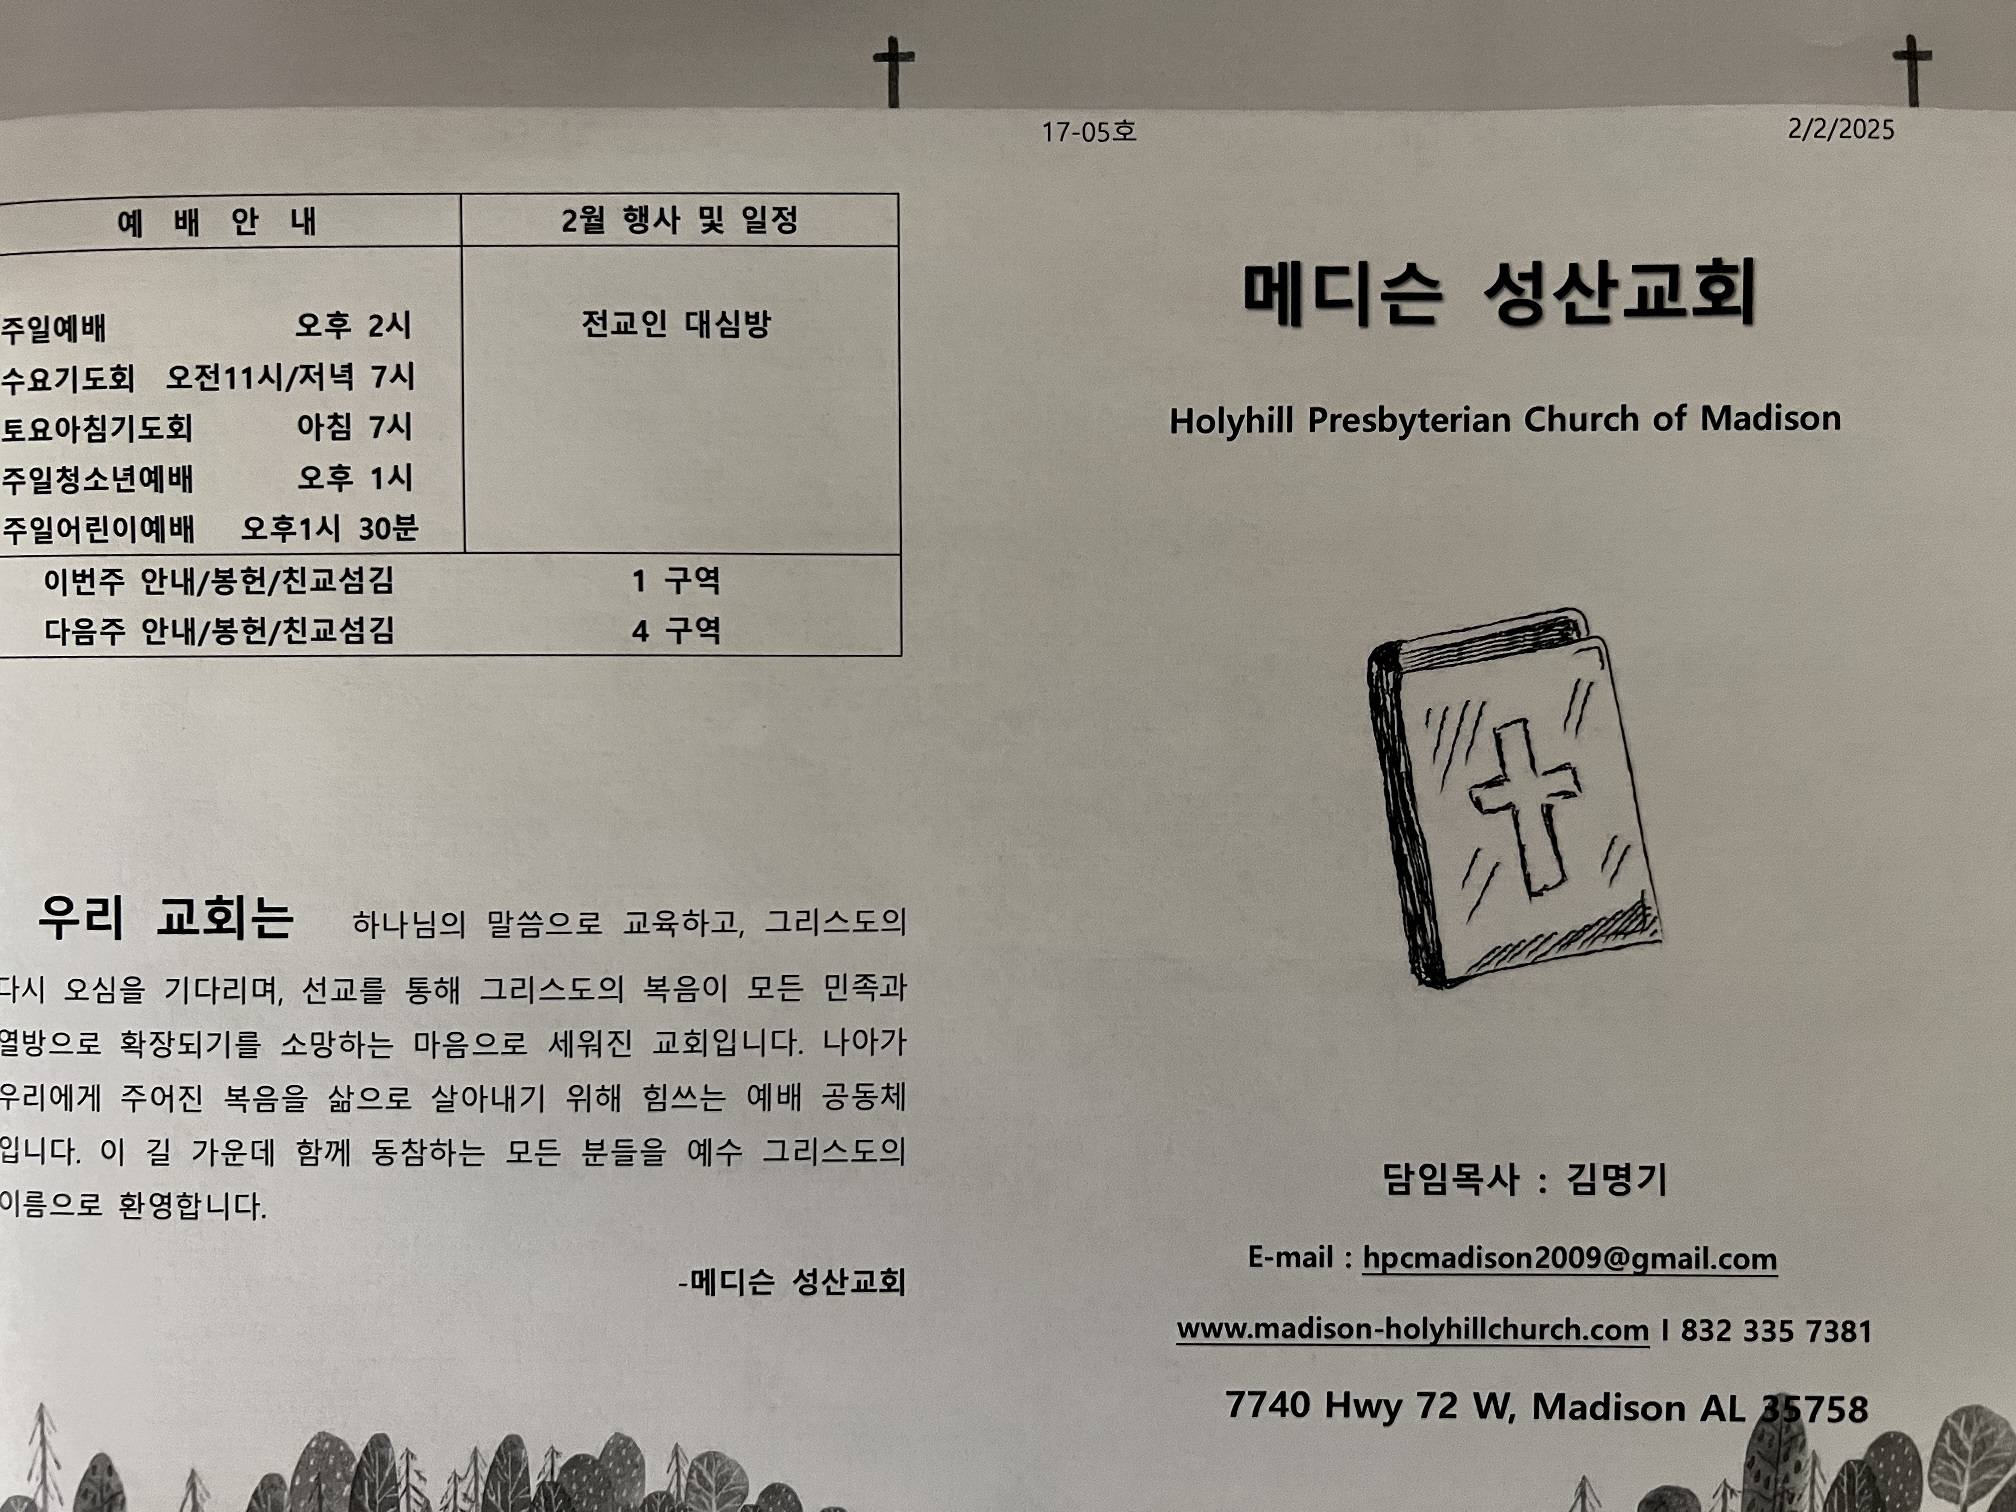 예 배 안 내
2월 행사 및 일정
주일예배 오후 2시
전교인 대심방
수요기도회 오전11시/저녁 7시
토요아침기도회 아침 7시
주일청소년예배 오후 1시
주일어린이예배 오후1시 30분
이번주 안내/봉헌/친교섬김 1 구역
다음주 안내/봉헌/친교섬김 4 구역
우리 교회는 하나님의 말씀으로 교육하고, 그리스도의
다시 오심을 기다리며, 선교를 통해 그리스도의 복음이 모든 민족과
열방으로 확장되기를 소망하는 마음으로 세워진 교회입니다. 나아가
우리에게 주어진 복음을 삶으로 살아내기 위해 힘쓰는 예배 공동체
입니다. 이 길 가운데 함께 동참하는 모든 분들을 예수 그리스도의
이름으로 환영합니다.
-메디슨 성산교회
17-05호
2/2/2025
메디슨 성산교회
Holyhill Presbyterian Church of Madison
담임목사 : 김명기
E-mail : hpcmadison2009@gmail.com
www.madison-holyhillchurch.com I 832 335 7381
7740 Hwy 72 W, Madison AL 35758